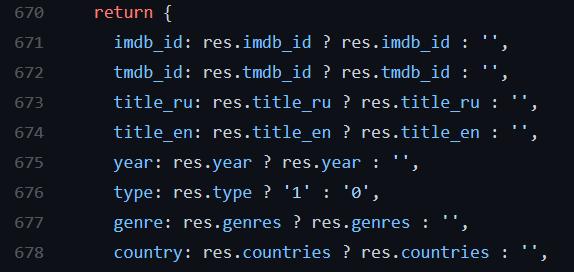 670 return {
671 imdb_id: res.imdb_id ? res.imdb_id : '',
672 tmdb_id: res.tmdb_id ? res.tmdb_id : '',
673 title_ru: res.title_ru ? res.title_ru : '',
674 title_en: res.title_en ? res.title_en : '',
675 year: res.year ? res.year : '',
676 type: res.type ? '1' : '0',
677 genre: res.genres ? res.genres : '',
678 country: res.countries ? res.countries : '',